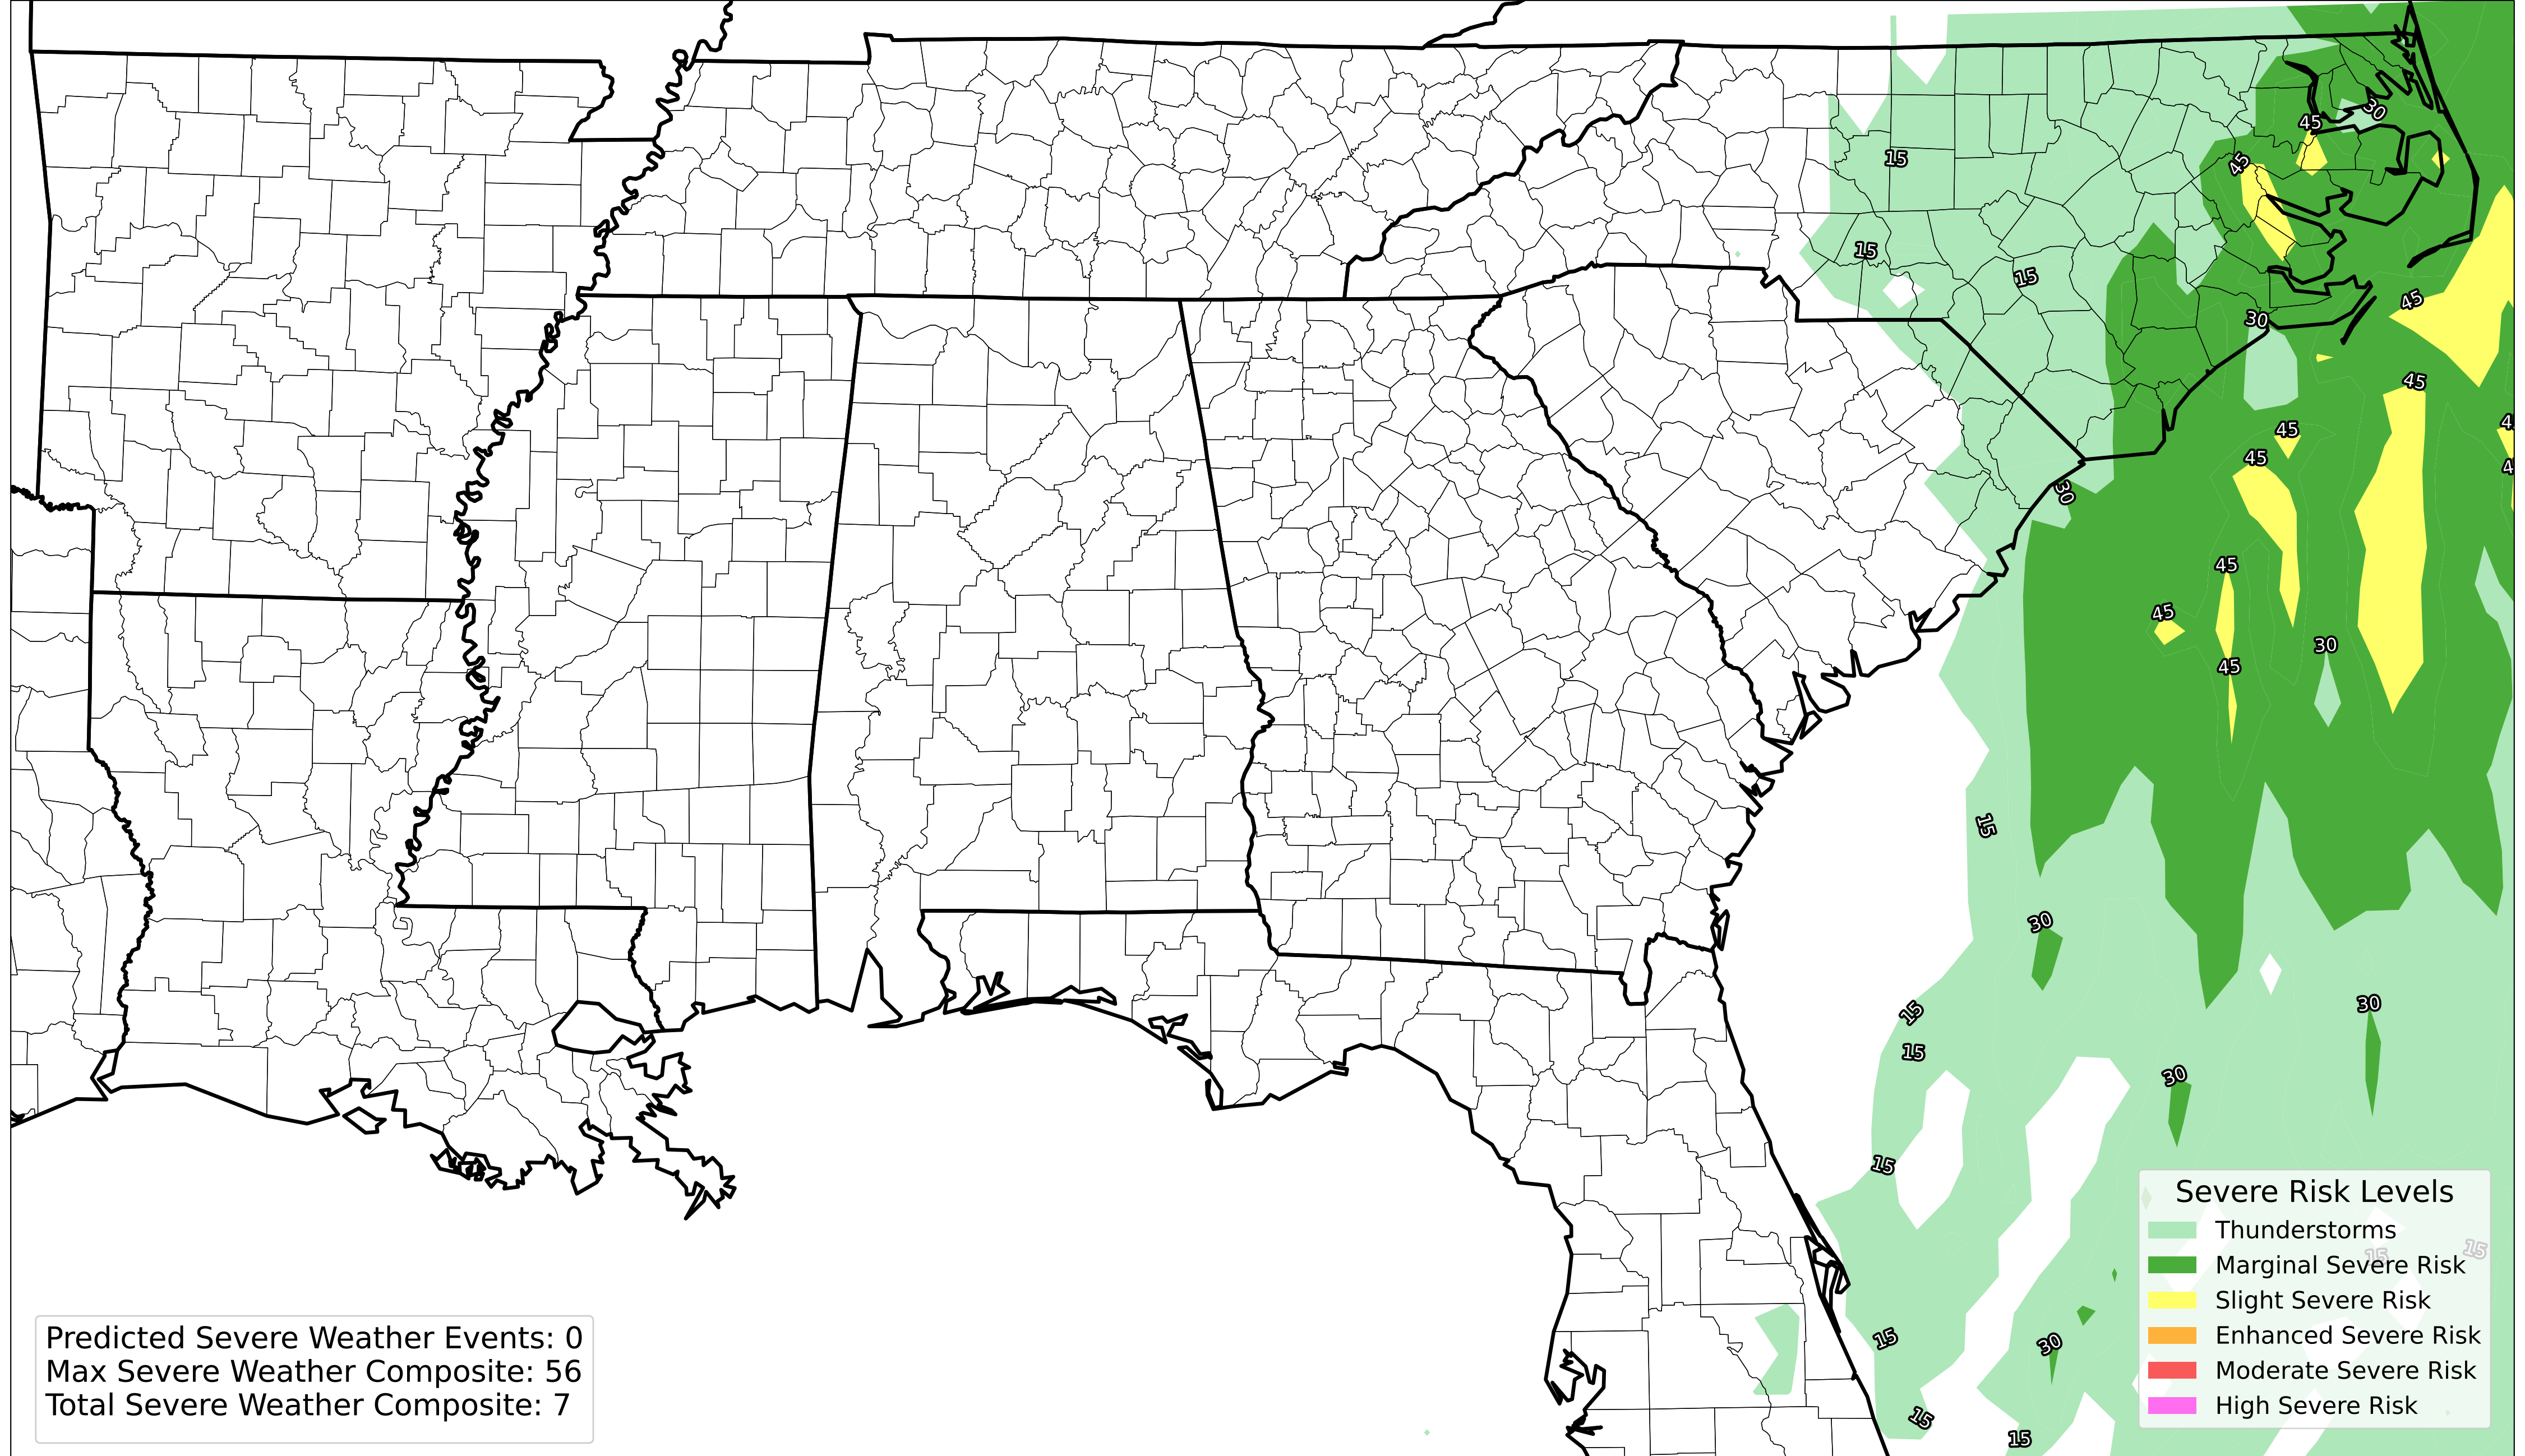 30
45
45
15
15
15
45
30
45
45
45
30
45
45
30
45
15
30
15
30
15
30
15
Severe Risk Levels
Thunderstorms
15
15
Marginal Severe Risk
Slight Severe Risk
Enhanced Severe Risk
Moderate Severe Risk
High Severe Risk
15
30
15
15
Predicted Severe Weather Events: 0
Max Severe Weather Composite: 56
Total Severe Weather Composite: 7